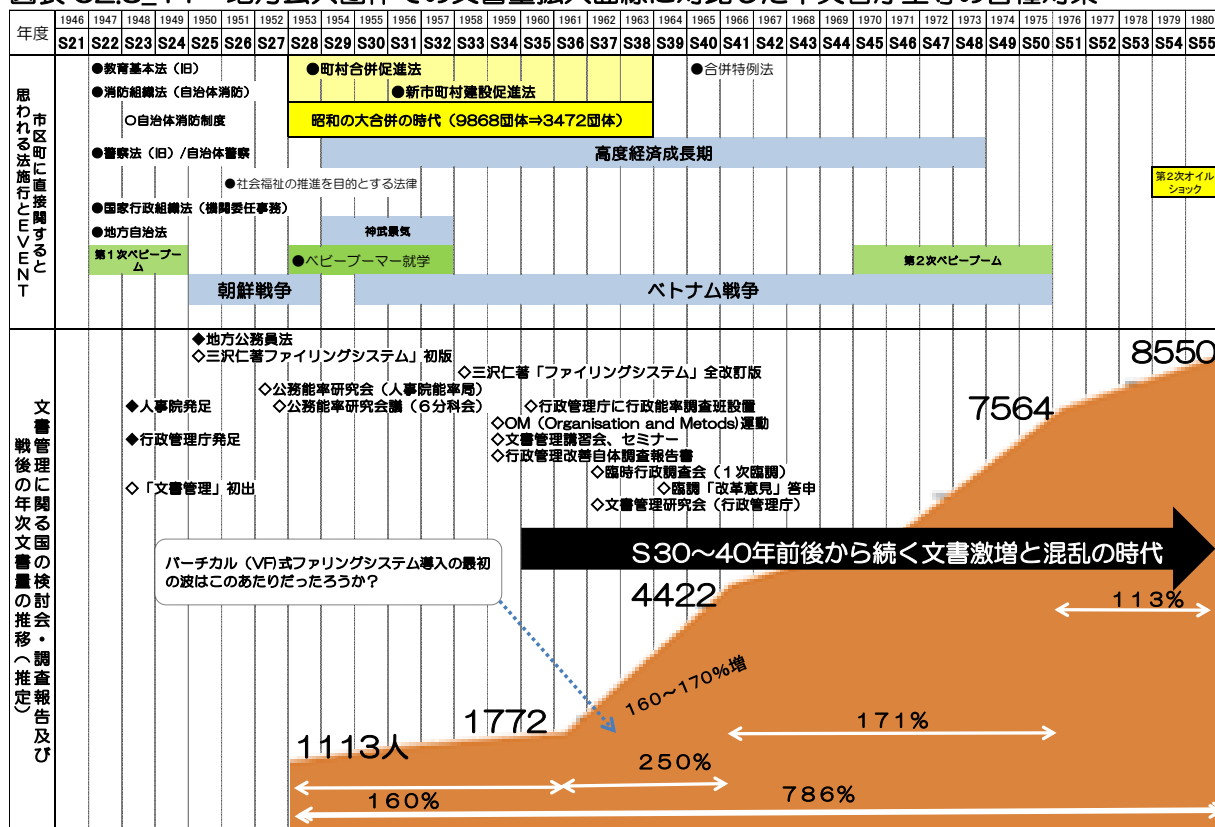 年度
1946 1947 1948 1949 1950 1951 1952 1953 1954 1955 1956 1957 1958 1959 1960 1961 1962 1963 1964 1965 1966 1967 1968 1969 1970 1971 1972 1973 1974 1975 1976 1977 1978 1979 1980
S21 S22 S23 S24 S25 S26 S27 S28 S29 S30 S31 S32 S33 S34 S35 S36 S37 S38 S39 S40 S41 S42 S43 S44 S45 S46 S47 S48 S49 S50 S51 S52 S53 S54 S55
市区町に直接関すると
思われる法施行とEVENT
●教育基本法（旧）
●町村合併促進法
●合併特例法
●消防組織法（自治体消防）
●新市町村建設促進法
○自治体消防制度
昭和の大合併の時代（9868団体⇒3472団体）
●警察法（旧）/自治体警察
高度経済成長期
●社会福祉の推進を目的とする法律
第2次オイル
ショック
●国家行政組織法（機関委任事務）
●地方自治法
神武景気
第1次ベビーブー
ム
●ベビーブーマー就学
第2次ベビーブーム
朝鮮戦争
ベトナム戦争
文書管理に関る国の検討会・調査報告及び
戦後の年次文書量の推移（推定）
◆地方公務員法
◇三沢仁著ファイリングシステム」初版
◇三沢仁著「ファイリングシステム」全改訂版
◇公務能率研究会（人事院能率局）
◆人事院発足
◇公務能率研究会議（６分科会）
◇行政管理庁に行政能率調査班設置
◇OM（Organisation and Metods)運動
◆行政管理庁発足
◇文書管理講習会、セミナー
◇行政管理改善自体調査報告書
◇臨時行政調査会（１次臨調）
◇「文書管理」初出
◇臨調「改革意見」答申
◇文書管理研究会（行政管理庁）
8550
7564
S30～40年前後から続く文書激増と混乱の時代
バーチカル（VF)式ファリングシステム導入の最初
の波はこのあたりだったろうか？
4422
113%
160～170%増
1772
171%
1113人
250%
160%
786%